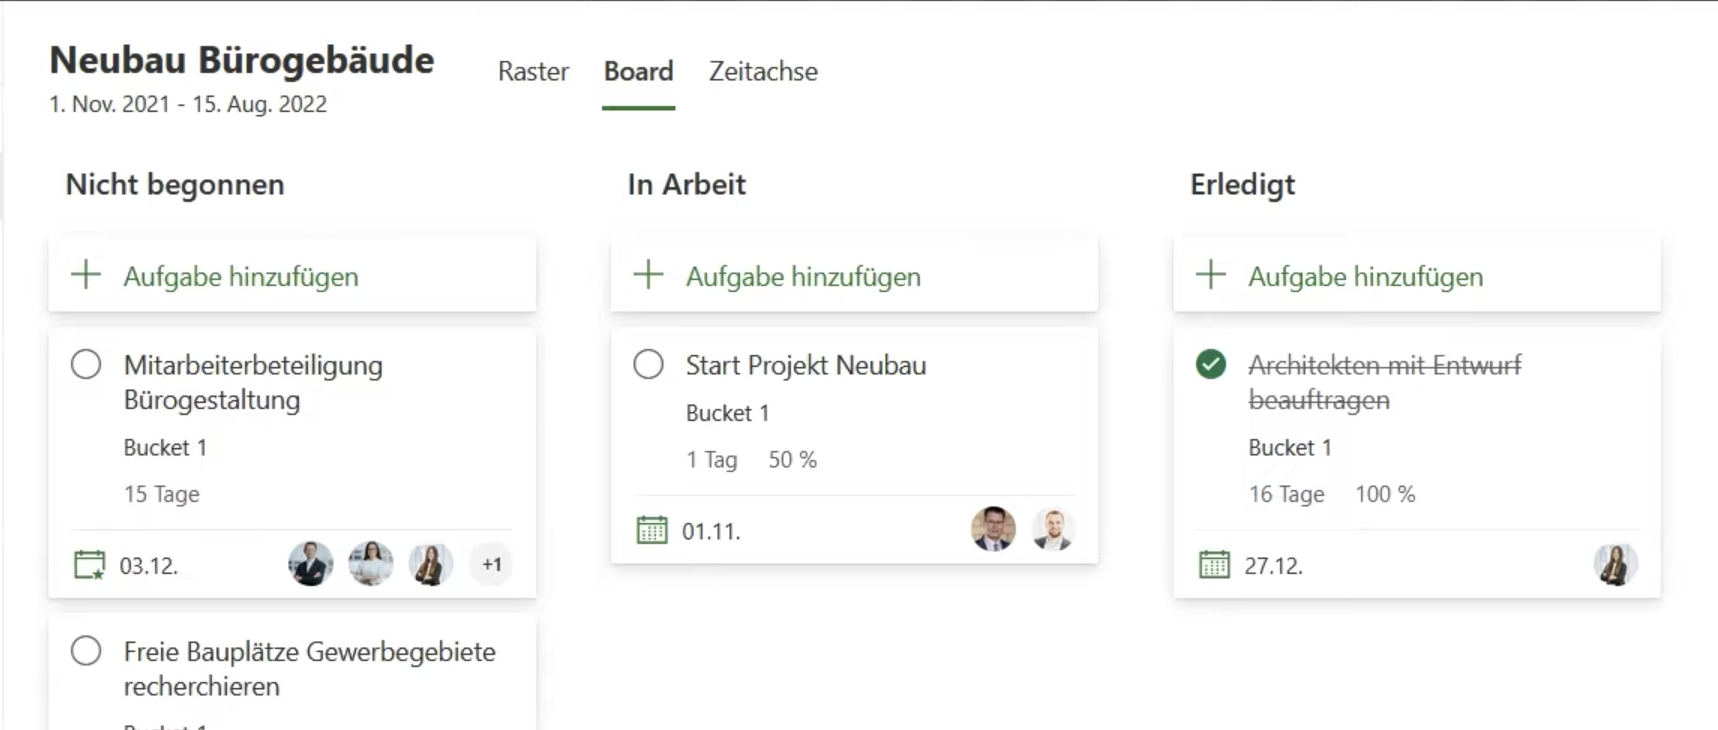 Neubau Bürogebäude
1. Nov. 2021 - 15. Aug. 2022
Raster
Board
Zeitachse
Nicht begonnen
Aufgabe hinzufügen
Mitarbeiterbeteiligung
Bürogestaltung
Bucket 1
15 Tage
03.12.
+1
Freie Bauplätze Gewerbegebiete
recherchieren
In Arbeit
Aufgabe hinzufügen
Start Projekt Neubau
Bucket 1
1 Tag 50 %
01.11.
Erledigt
Aufgabe hinzufügen
Architekten mit Entwurf
beauftragen
Bucket 1
16 Tage 100 %
27.12.